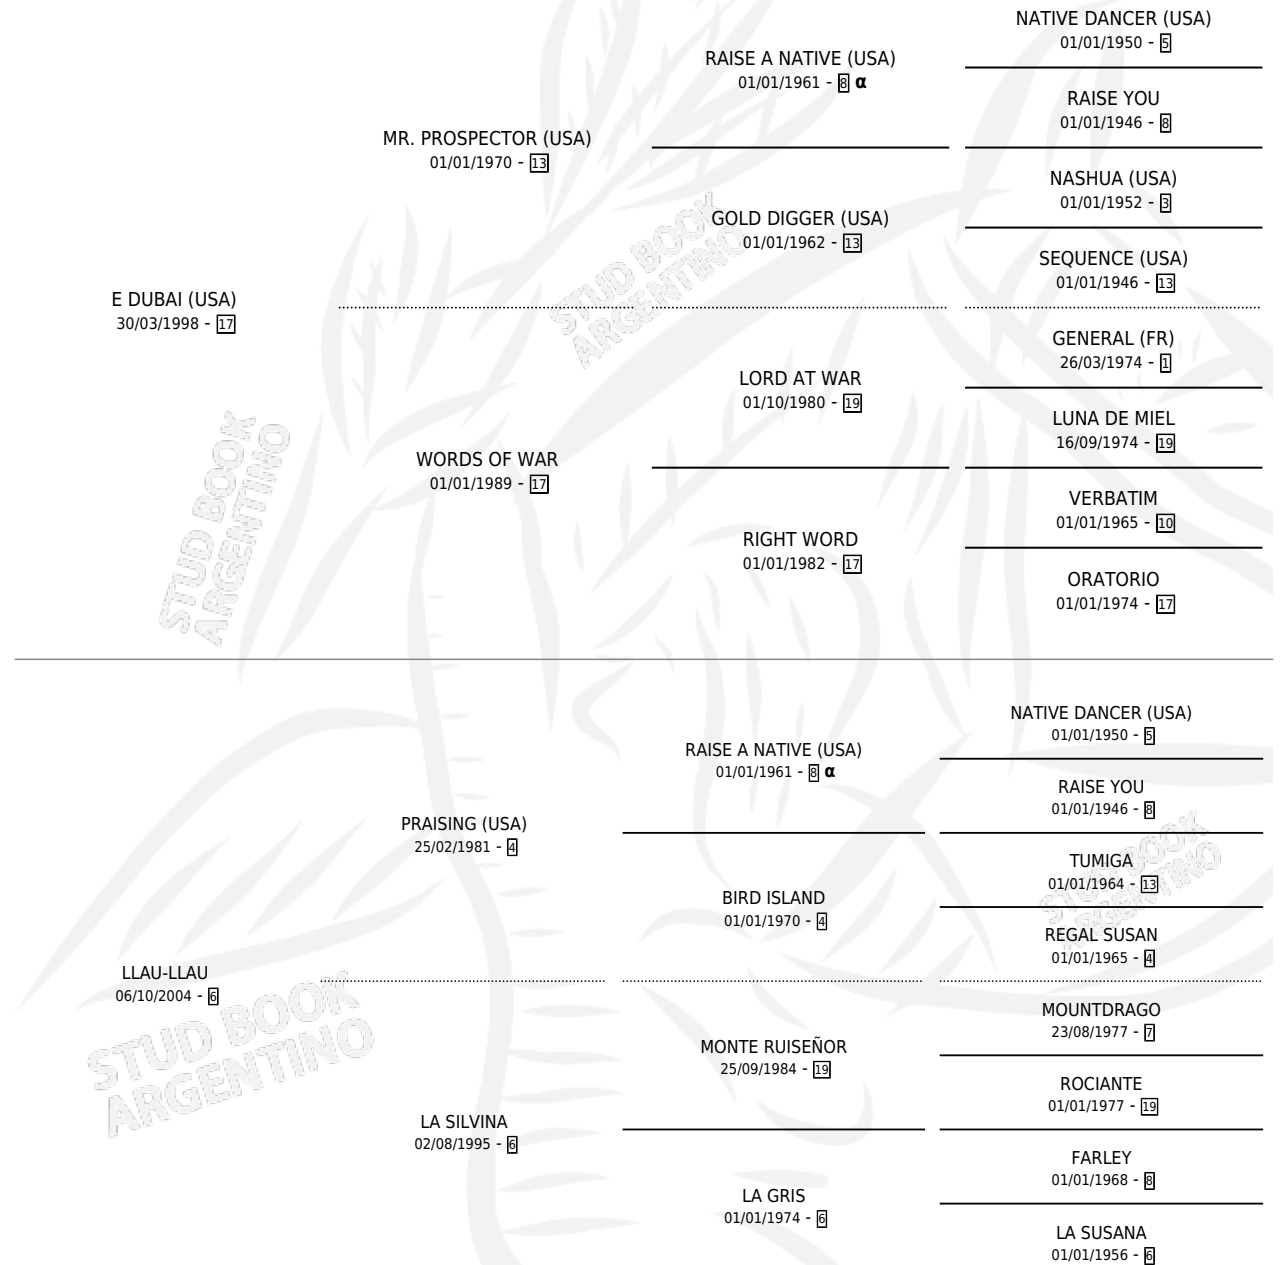 NATIVE DANCER (USA)
01/01/1950 - 5
RAISE A NATIVE (USA)
01/01/1961 - 8 α
RAISE YOU
01/01/1946 - 8
MR. PROSPECTOR (USA)
01/01/1970 - 13
NASHUA (USA)
01/01/1952 - 3
GOLD DIGGER (USA)
01/01/1962 - 13
SEQUENCE (USA)
01/01/1946 - 13
E DUBAI (USA)
30/03/1998 - 17
GENERAL (FR)
26/03/1974 - 1
LORD AT WAR
01/10/1980 - 19
LUNA DE MIEL
16/09/1974 - 19
WORDS OF WAR
01/01/1989 - 17
VERBATIM
01/01/1965 - 10
RIGHT WORD
01/01/1982 - 17
ORATORIO
01/01/1974 - 17
NATIVE DANCER (USA)
01/01/1950 - 5
RAISE A NATIVE (USA)
01/01/1961 - 8 α
RAISE YOU
01/01/1946 - 8
PRAISING (USA)
25/02/1981 - 4
TUMIGA
01/01/1964 - 13
BIRD ISLAND
01/01/1970 - 4
REGAL SUSAN
01/01/1965 - 4
LLAU-LLAU
06/10/2004 - 6
MOUNTDRAGO
23/08/1977 - 7
MONTE RUISEÑOR
25/09/1984 - 19
ROCIANTE
01/01/1977 - 19
LA SILVINA
02/08/1995 - 6
FARLEY
01/01/1968 - 8
LA GRIS
01/01/1974 - 6
LA SUSANA
01/01/1956 - 6
STUD BOOK
ARGENTINO
STUD BOOK
ARGENTINO
STUD BOOK
ARGENTINO
STUD BOOK
ARGENTINO